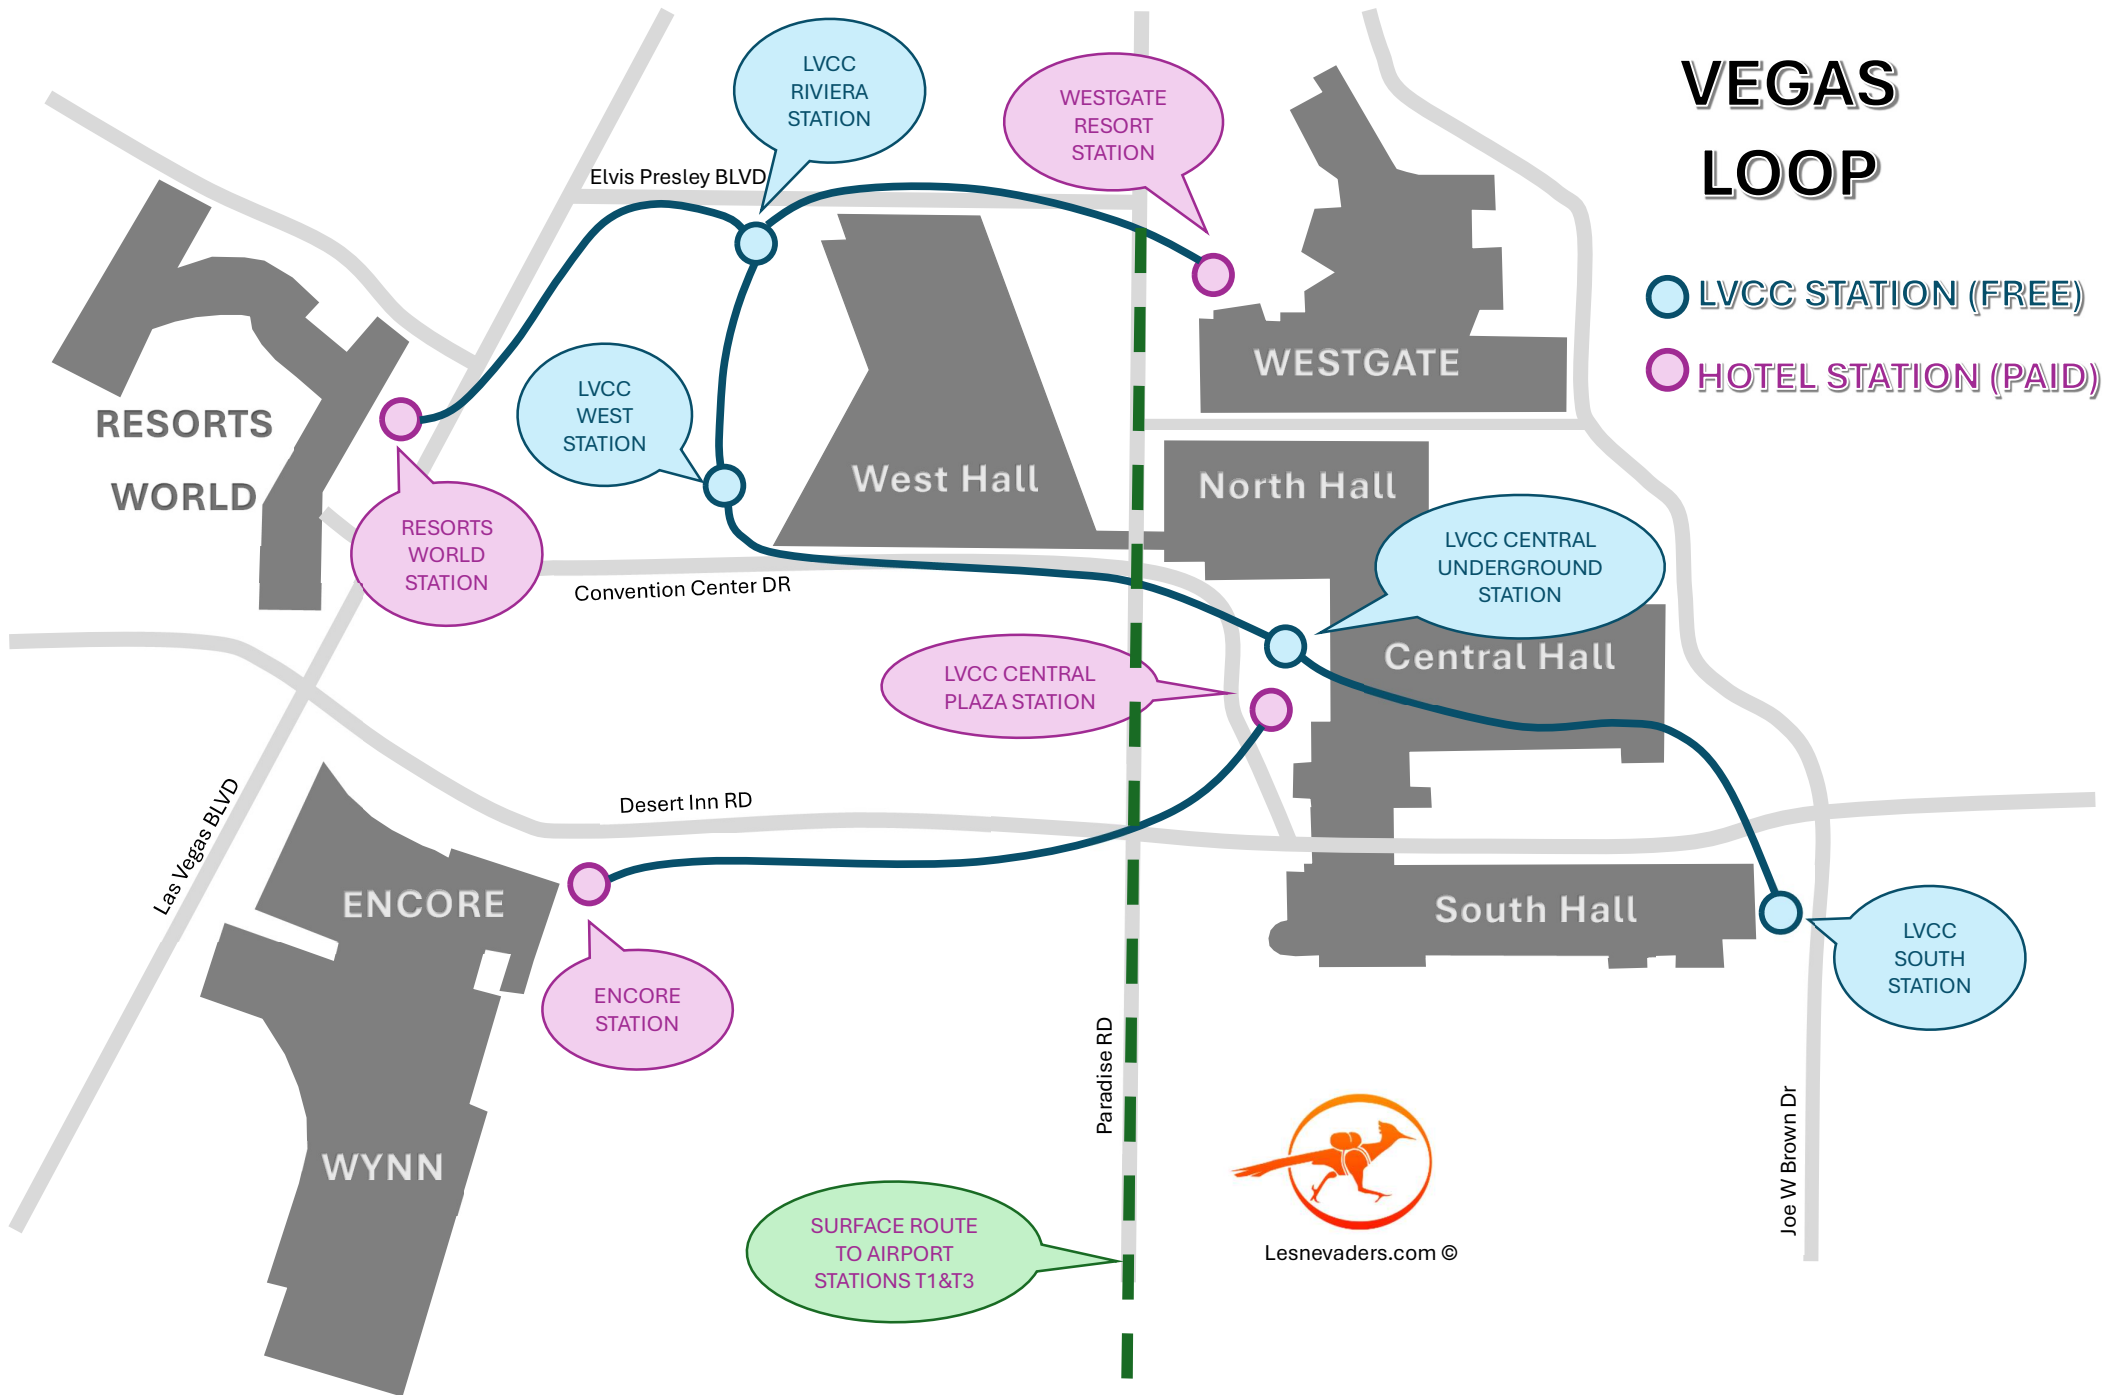 VEGAS
LOOP
LVCC STATION (FREE)
HOTEL STATION (PAID)
LVCC
RIVIERA
STATION
WESTGATE
RESORT
STATION
Elvis Presley BLVD
WESTGATE
RESORTS
WORLD
LVCC
WEST
STATION
West Hall
North Hall
RESORTS
WORLD
STATION
Convention Center DR
LVCC CENTRAL
UNDERGROUND
STATION
Central Hall
LVCC CENTRAL
PLAZA STATION
Desert Inn RD
Las Vegas BLVD
ENCORE
South Hall
LVCC
SOUTH
STATION
ENCORE
STATION
Paradise RD
Joe W Brown Dr
WYNN
SURFACE ROUTE
TO AIRPORT
STATIONS T1&T3
Lesnevaders.com ©